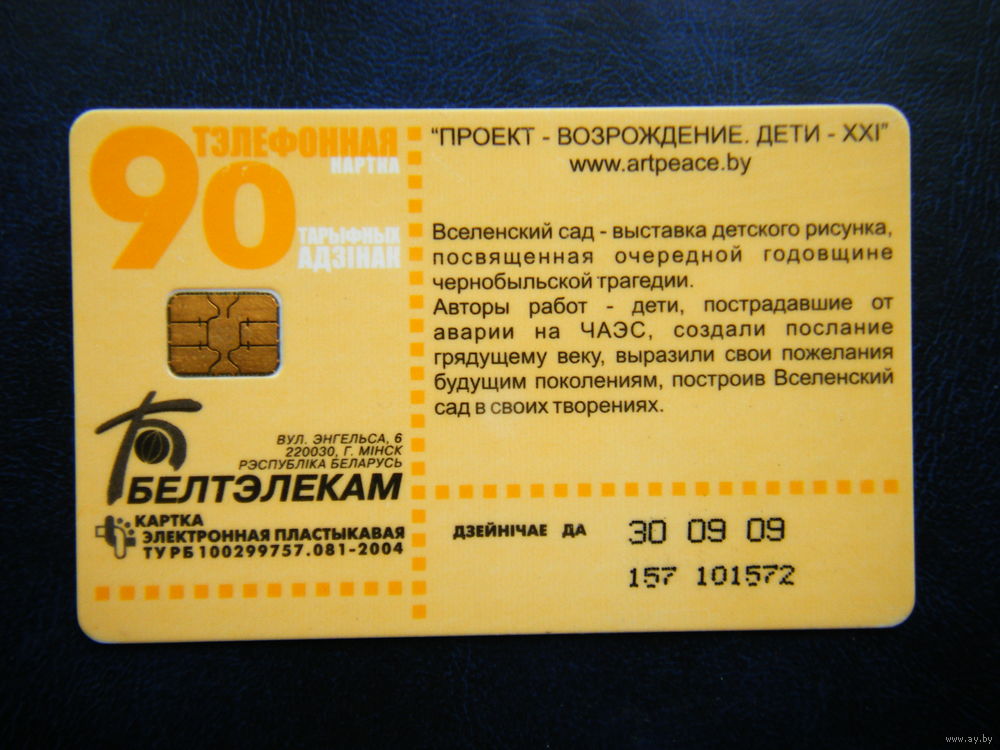 90
ТЭЛЕФОННАЯ
КАРТКА
ТАРЫФНЫХ
АДЗІНАК
"ПРОЕКТ - ВОЗРОЖДЕНИЕ. ДЕТИ - XXI"
www.artpeace.by
Вселенский сад - выставка детского рисунка,
посвященная очередной годовщине
чернобыльской трагедии.
Авторы работ - дети, пострадавшие от
аварии на ЧАЭС, создали послание
грядущему веку, выразили свои пожелания
будущим поколениям, построив Вселенский
сад в своих творениях.
ВУЛ. ЭНГЕЛЬСА, 6
220030, Г. МІНСК
РЭСПУБЛІКА БЕЛАРУСЬ
БЕЛТЭЛЕКАМ
КАРТКА
ЭЛЕКТРОННАЯ ПЛАСТЫКАВАЯ
ТУ РБ 100299757.081-2004
ДЗЕЙНІЧАЕ ДА 30 09 09
157 101572
www.ay.by